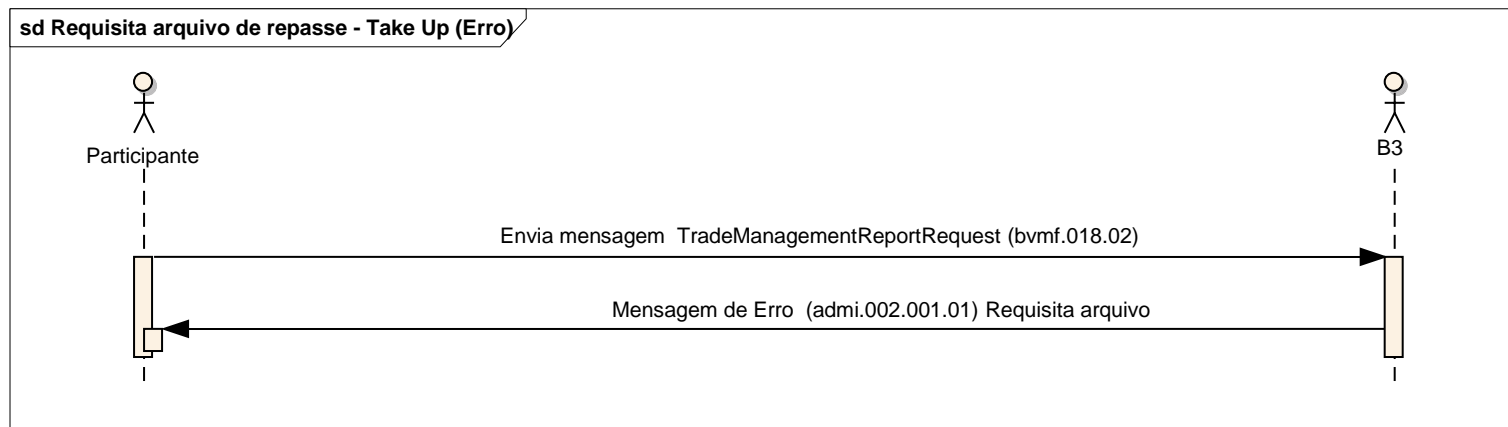 sd Requisita arquivo de repasse - Take Up (Erro)
Participante
B3
Envia mensagem  TradeManagementReportRequest (bvmf.018.02)
Mensagem de Erro  (admi.002.001.01) Requisita arquivo